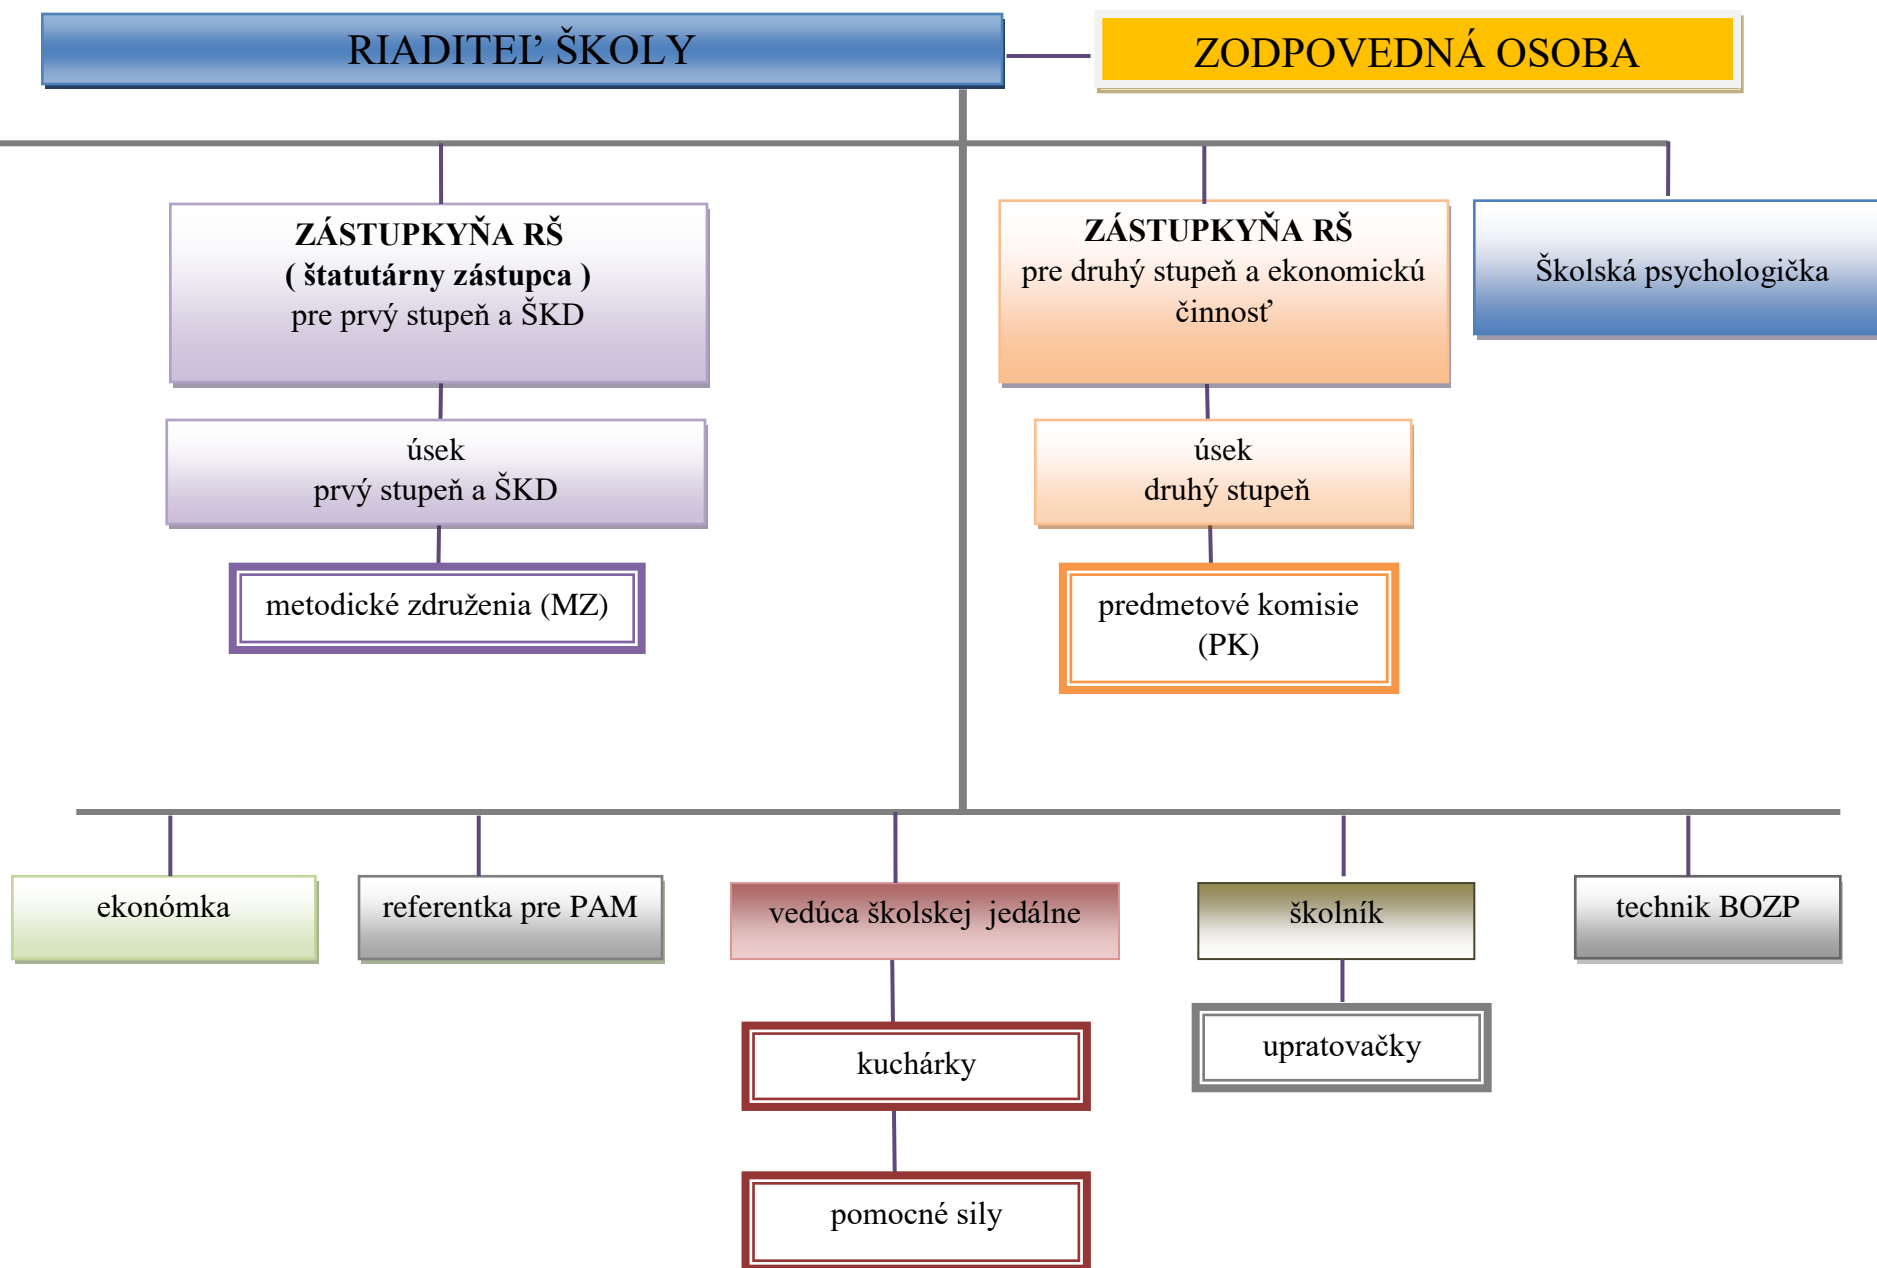 RIADITEĽ ŠKOLY
ZODPOVEDNÁ OSOBA
ZÁSTUPKYŇA RŠ
( štatutárny zástupca )
pre prvý stupeň a ŠKD
ZÁSTUPKYŇA RŠ
pre druhý stupeň a ekonomickú
činnosť
Školská psychologička
úsek
prvý stupeň a ŠKD
úsek
druhý stupeň
metodické združenia (MZ)
predmetové komisie
(PK)
ekonómka
referentka pre PAM
vedúca školskej  jedálne
školník
technik BOZP
kuchárky
upratovačky
pomocné sily